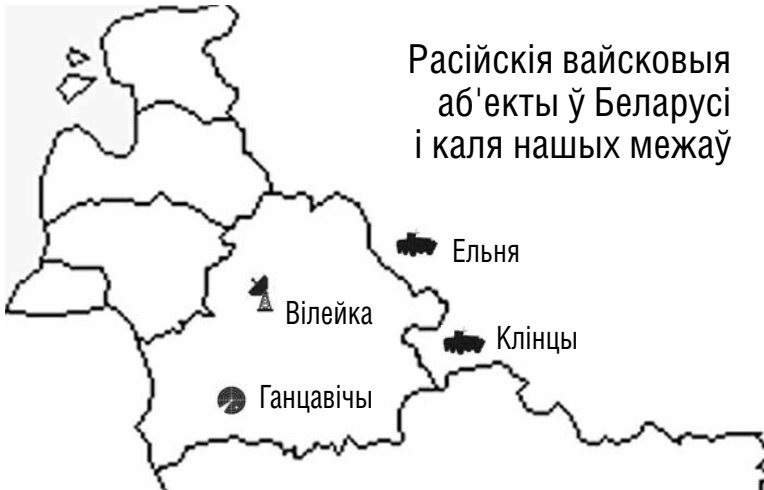 Расійскія вайсковыя
аб'екты ў Беларусі
і каля нашых межаў
Ельня
Вілейка
Клінцы
Ганцавічы